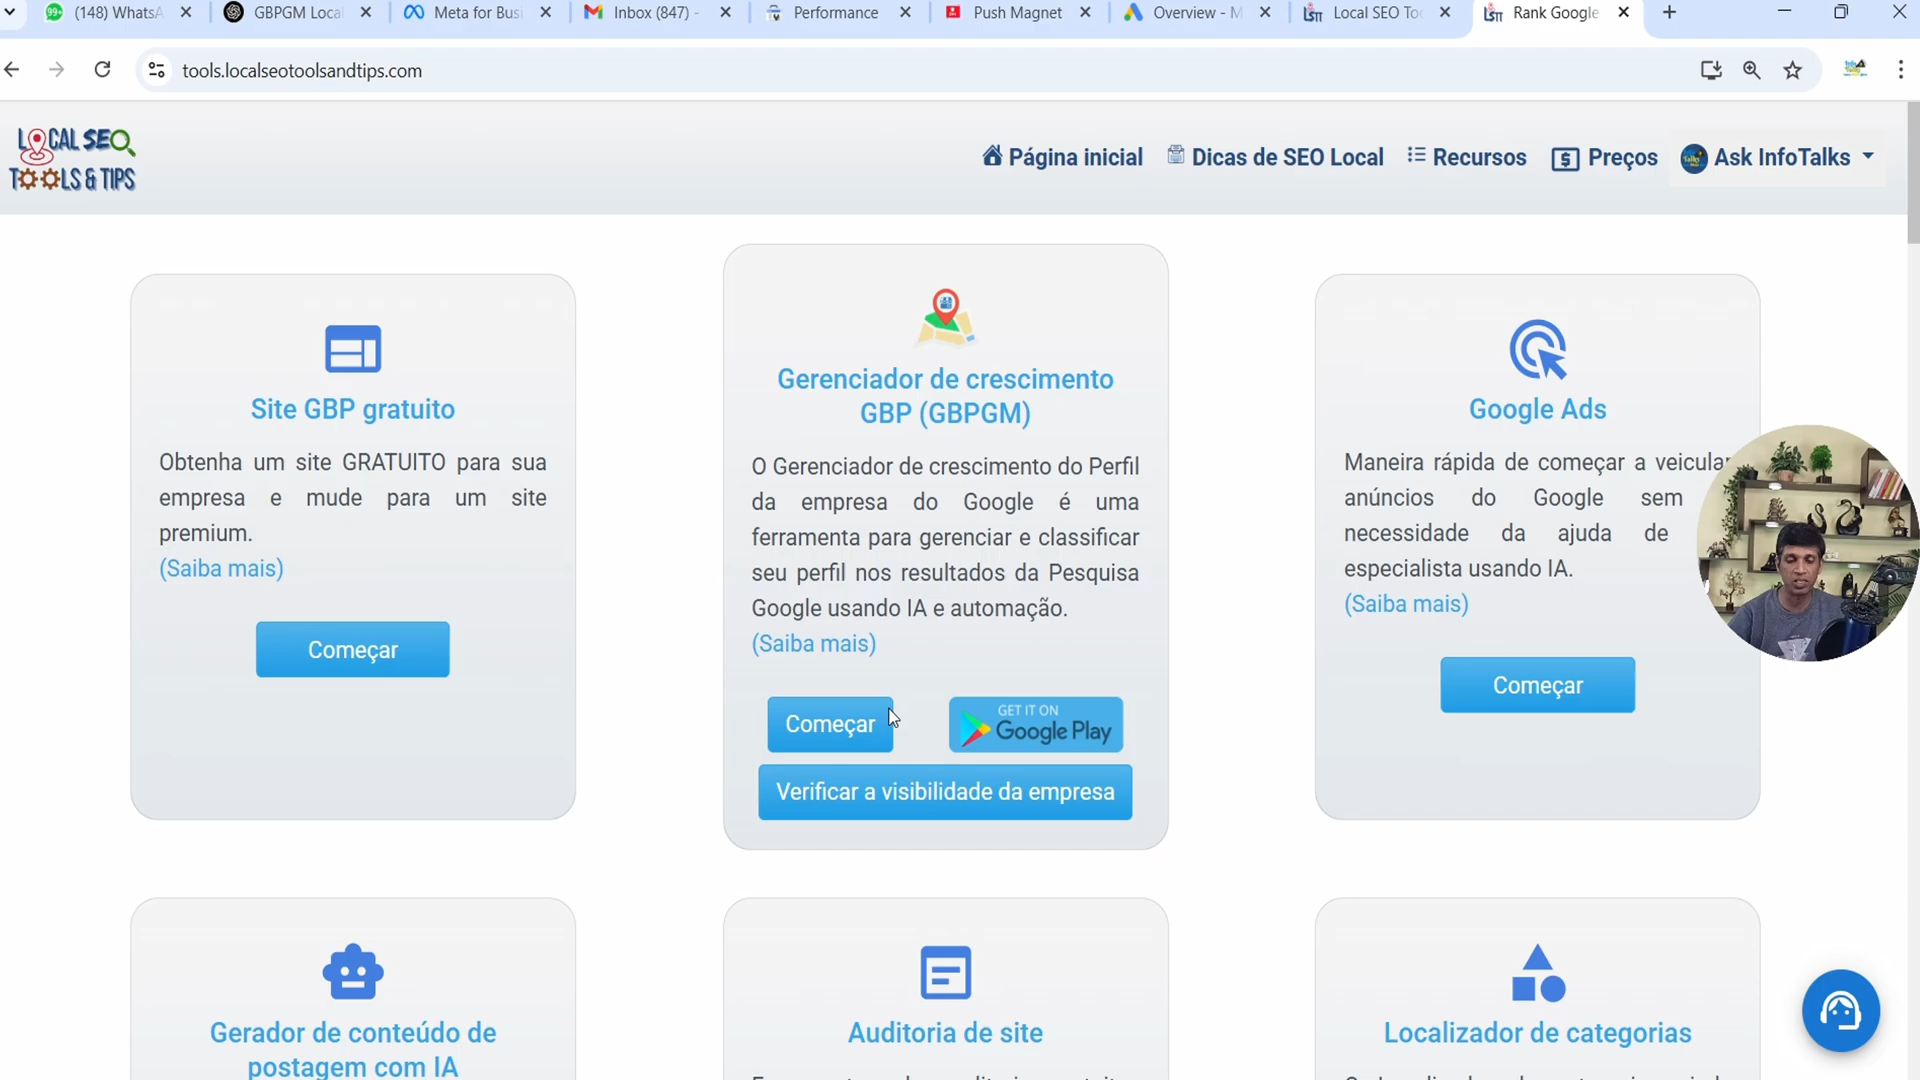 (148) WhatsA
GBPGM Local
Meta for Busi
Inbox (847) -
Performance
Push Magnet
Overview - M
Local SEO Too
Rank Google
tools.localseotoolsandtips.com
LOCAL SEO
TOOLS & TIPS
Página inicial
Dicas de SEO Local
Recursos
Preços
Ask InfoTalks
Site GBP gratuito
Obtenha um site GRATUITO para sua
empresa e mude para um site
premium.
(Saiba mais)
Começar
Gerenciador de crescimento
GBP (GBPGM)
O Gerenciador de crescimento do Perfil
da empresa do Google é uma
ferramenta para gerenciar e classificar
seu perfil nos resultados da Pesquisa
Google usando IA e automação.
(Saiba mais)
Começar
GET IT ON
Google Play
Verificar a visibilidade da empresa
Google Ads
Maneira rápida de começar a veicular
anúncios do Google sem
necessidade da ajuda de
especialista usando IA.
(Saiba mais)
Começar
Gerador de conteúdo de
postagem com IA
Auditoria de site
Localizador de categorias